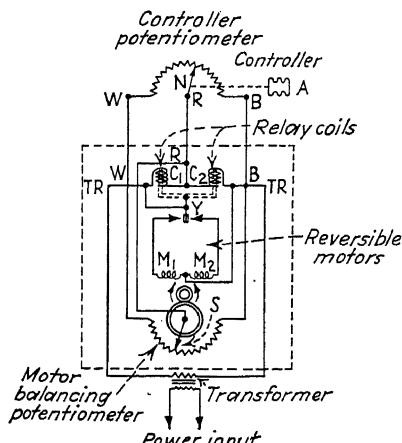 Controller
potentiometer
Controller
N
W
R
B
A
Relay coils
R
W
C1
C2
B
TR
TR
Y
Reversible
motors
M1
M2
S
Motor
balancing
potentiometer
Transformer
Power input